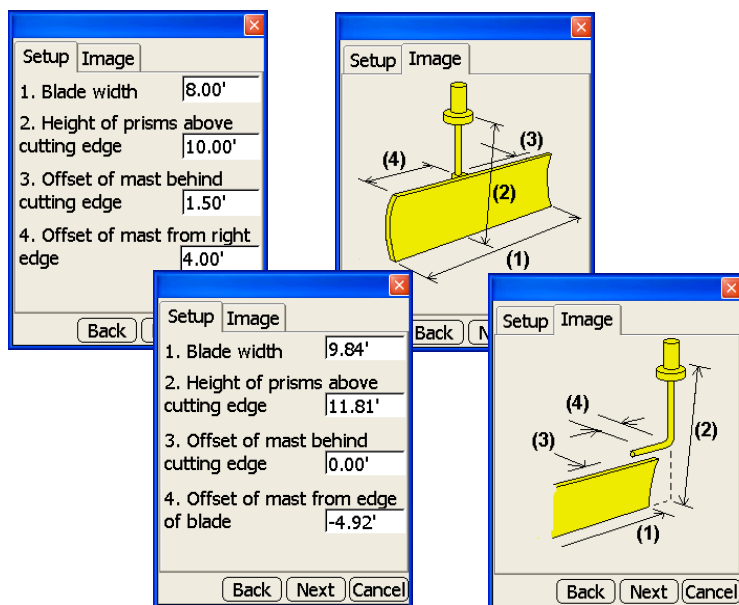 Setup Image
1. Blade width 8.00'
2. Height of prisms above
cutting edge 10.00'
3. Offset of mast behind
cutting edge 1.50'
4. Offset of mast from right
edge 4.00'
Back
Setup Image
(3)
(4)
(2)
(1)
Back
Setup Image
1. Blade width 9.84'
2. Height of prisms above
cutting edge 11.81'
3. Offset of mast behind
cutting edge 0.00'
4. Offset of mast from edge
of blade -4.92'
Back Next Cancel
Setup Image
(4)
(2)
(3)
(1)
Back Next Cancel